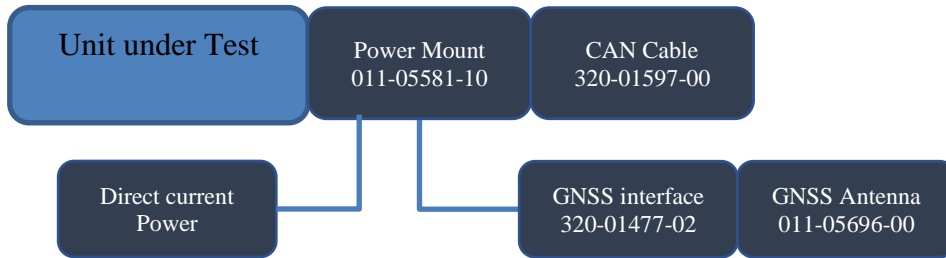 Unit under Test
Power Mount
011-05581-10
CAN Cable
320-01597-00
Direct current
Power
GNSS interface
320-01477-02
GNSS Antenna
011-05696-00